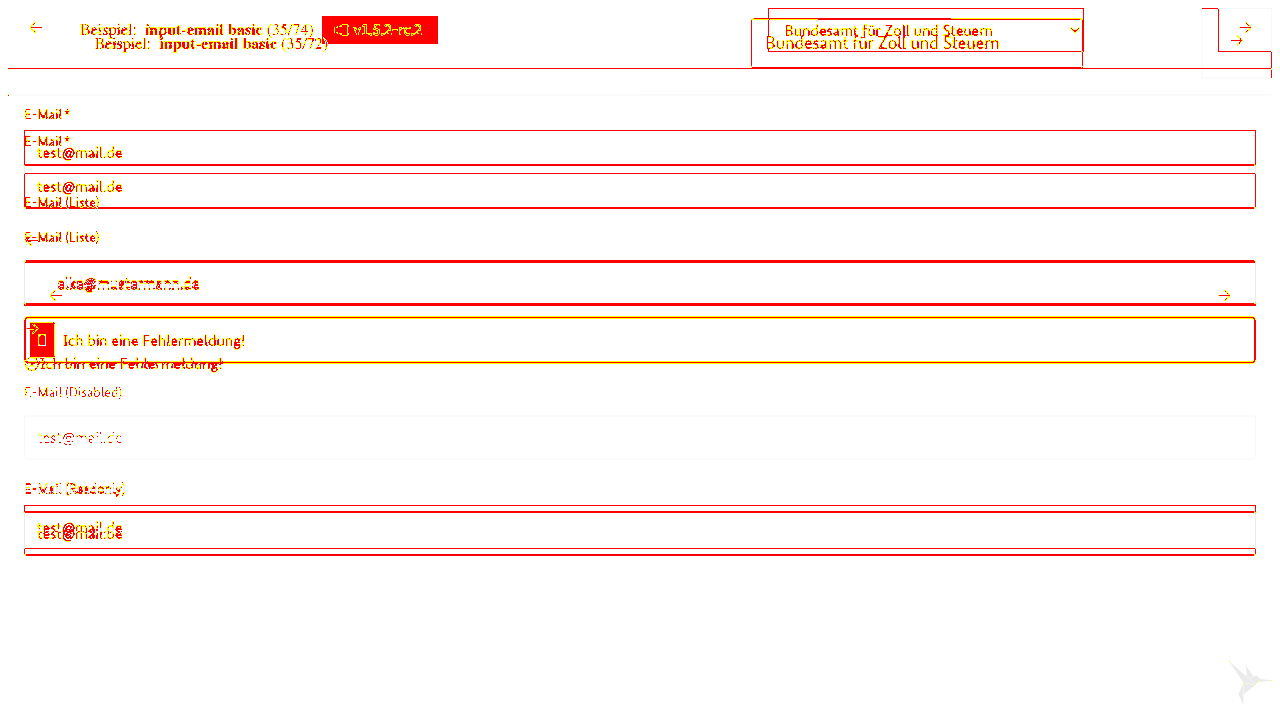 Beispiel: input-email basic (35/74) v1.5.2-rc.2
Beispiel: input-email basic (35/72)
Bundesamt für Zoll und Steuern
Bundesamt für Zoll und Steuern
E-Mail*
E-Mail*
test@mail.de
test@mail.de
E-Mail (Liste)
E-Mail (Liste)
elke@mustermann.de
Ich bin eine Fehlermeldung!
Ich bin eine Fehlermeldung!
E-Mail (Disabled)
test@mail.de
E-Mail (Readonly)
test@mail.de
test@mail.de